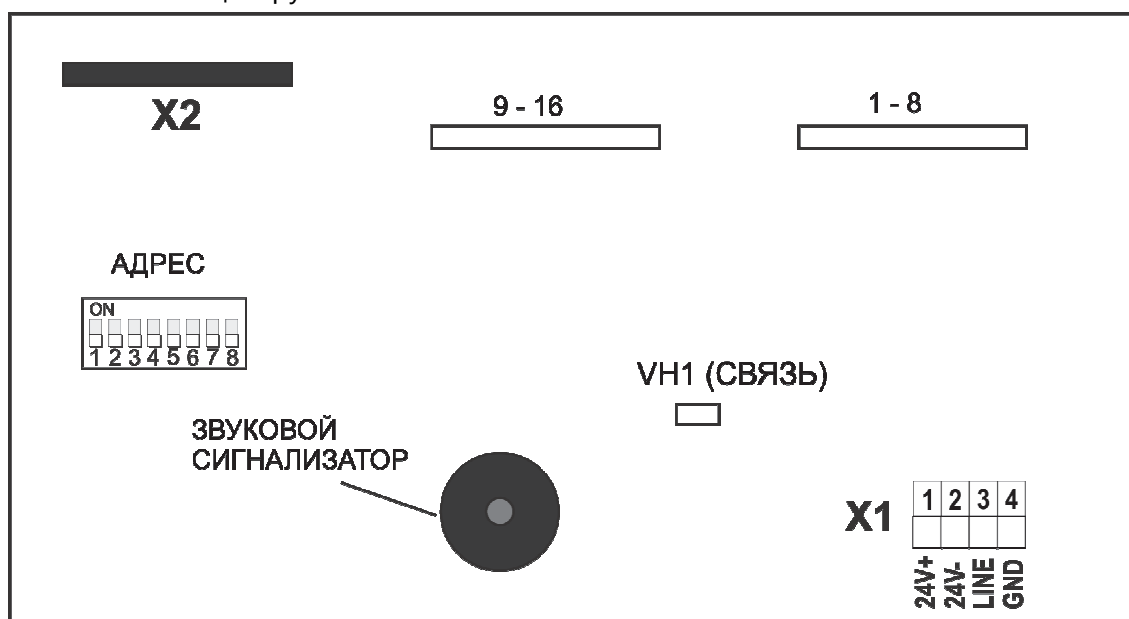 X2
9 - 16
1 - 8
АДРЕС
ON
1 2 3 4 5 6 7 8
VH1 (СВЯЗЬ)
ЗВУКОВОЙ
СИГНАЛИЗАТОР
X1
1 2 3 4
24V+
24V-
LINE
GND